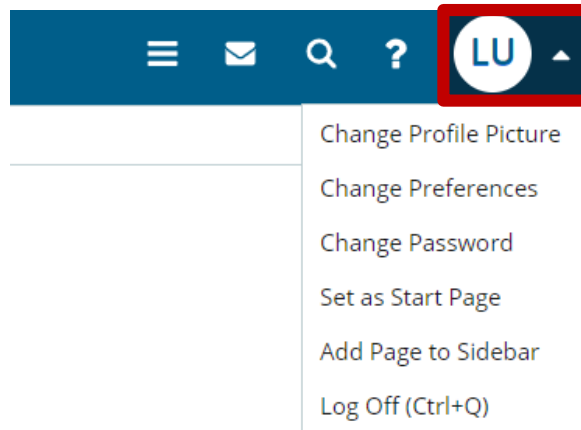 LU
Change Profile Picture
Change Preferences
Change Password
Set as Start Page
Add Page to Sidebar
Log Off (Ctrl+Q)